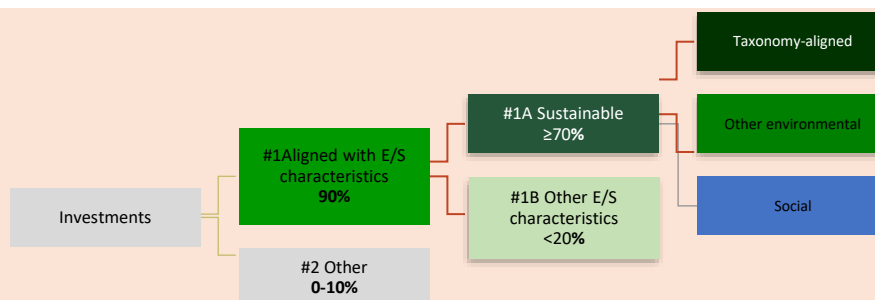 Investments
#1Aligned with E/S
characteristics
90%
#2 Other
0-10%
#1A Sustainable
≥70%
#1B Other E/S
characteristics
<20%
Taxonomy-aligned
Other environmental
Social